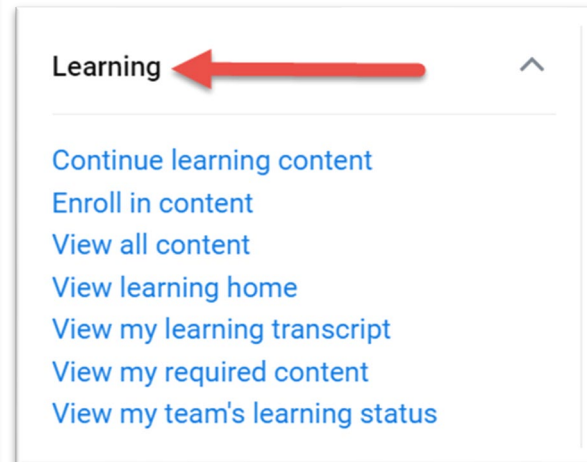 Learning
Continue learning content
Enroll in content
View all content
View learning home
View my learning transcript
View my required content
View my team's learning status